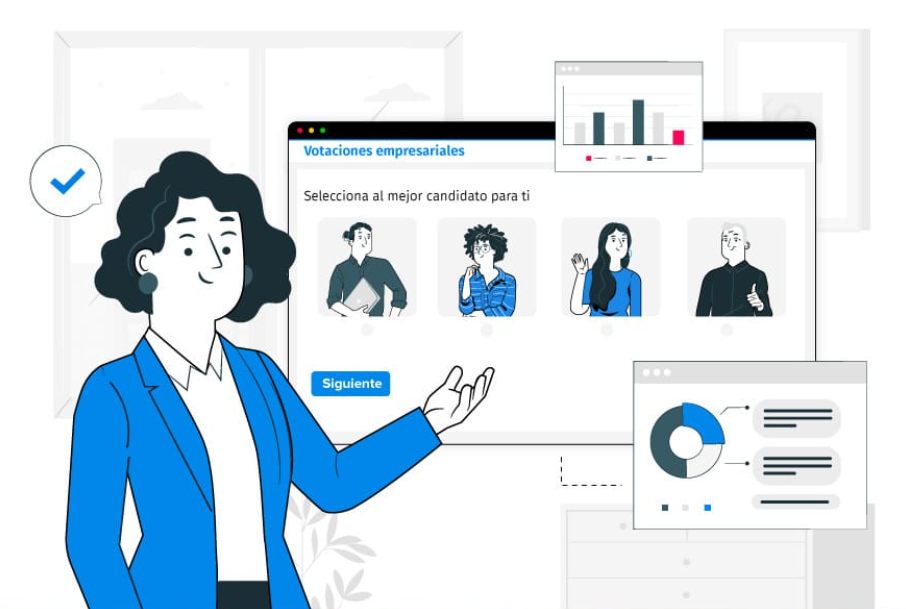 Votaciones empresariales
Selecciona al mejor candidato para ti
Siguiente